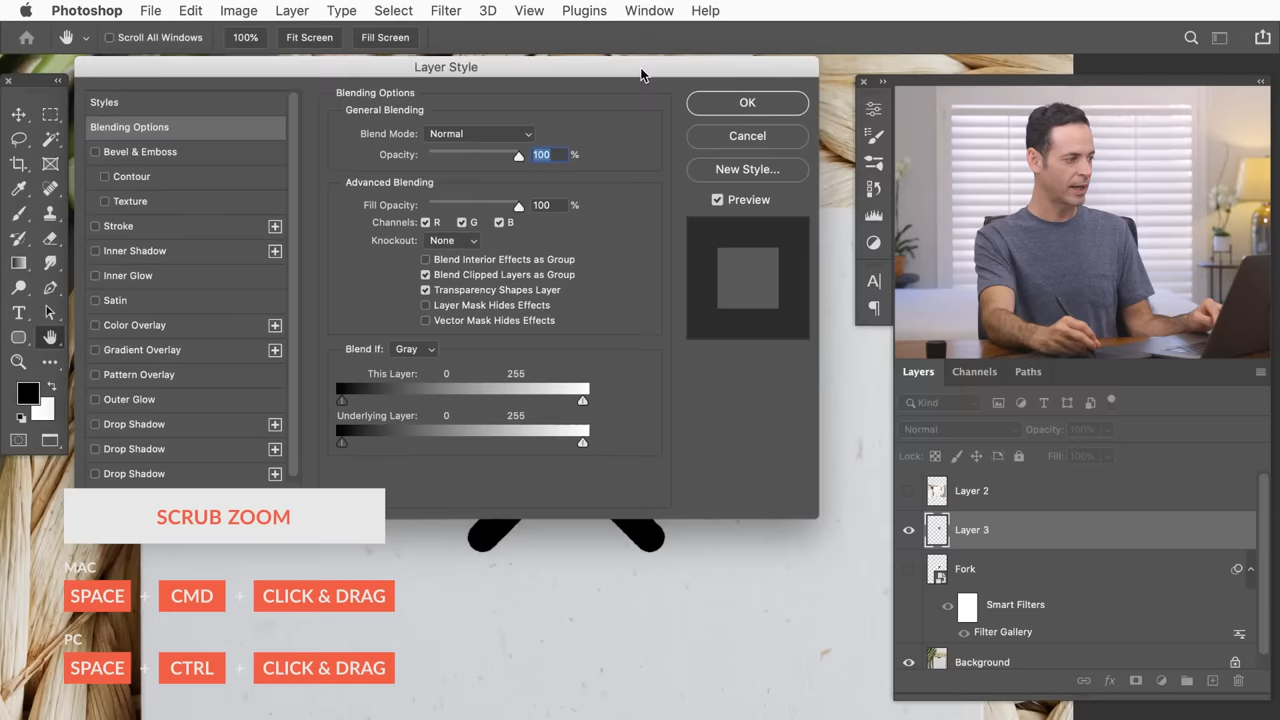 Photoshop File Edit Image Layer Type Select Filter 3D View Plugins Window Help
Scroll All Windows 100% Fit Screen Fill Screen
Layer Style
Styles
Blending Options
Bevel & Emboss
Contour
Texture
Stroke
Inner Shadow
Inner Glow
Satin
Color Overlay
Gradient Overlay
Pattern Overlay
Outer Glow
Drop Shadow
Drop Shadow
Drop Shadow
Blending Options
General Blending
Blend Mode: Normal
Opacity: 100 %
Advanced Blending
Fill Opacity: 100 %
Channels: R G B
Knockout: None
Blend Interior Effects as Group
Blend Clipped Layers as Group
Transparency Shapes Layer
Layer Mask Hides Effects
Vector Mask Hides Effects
Blend If: Gray
This Layer: 0 255
Underlying Layer: 0 255
OK
Cancel
New Style...
Preview
SCRUB ZOOM
MAC
SPACE + CMD + CLICK & DRAG
PC
SPACE + CTRL + CLICK & DRAG
Layers Channels Paths
Kind
Normal Opacity: 100%
Lock: Fill: 100%
Layer 2
Layer 3
Fork
Smart Filters
Filter Gallery
Background